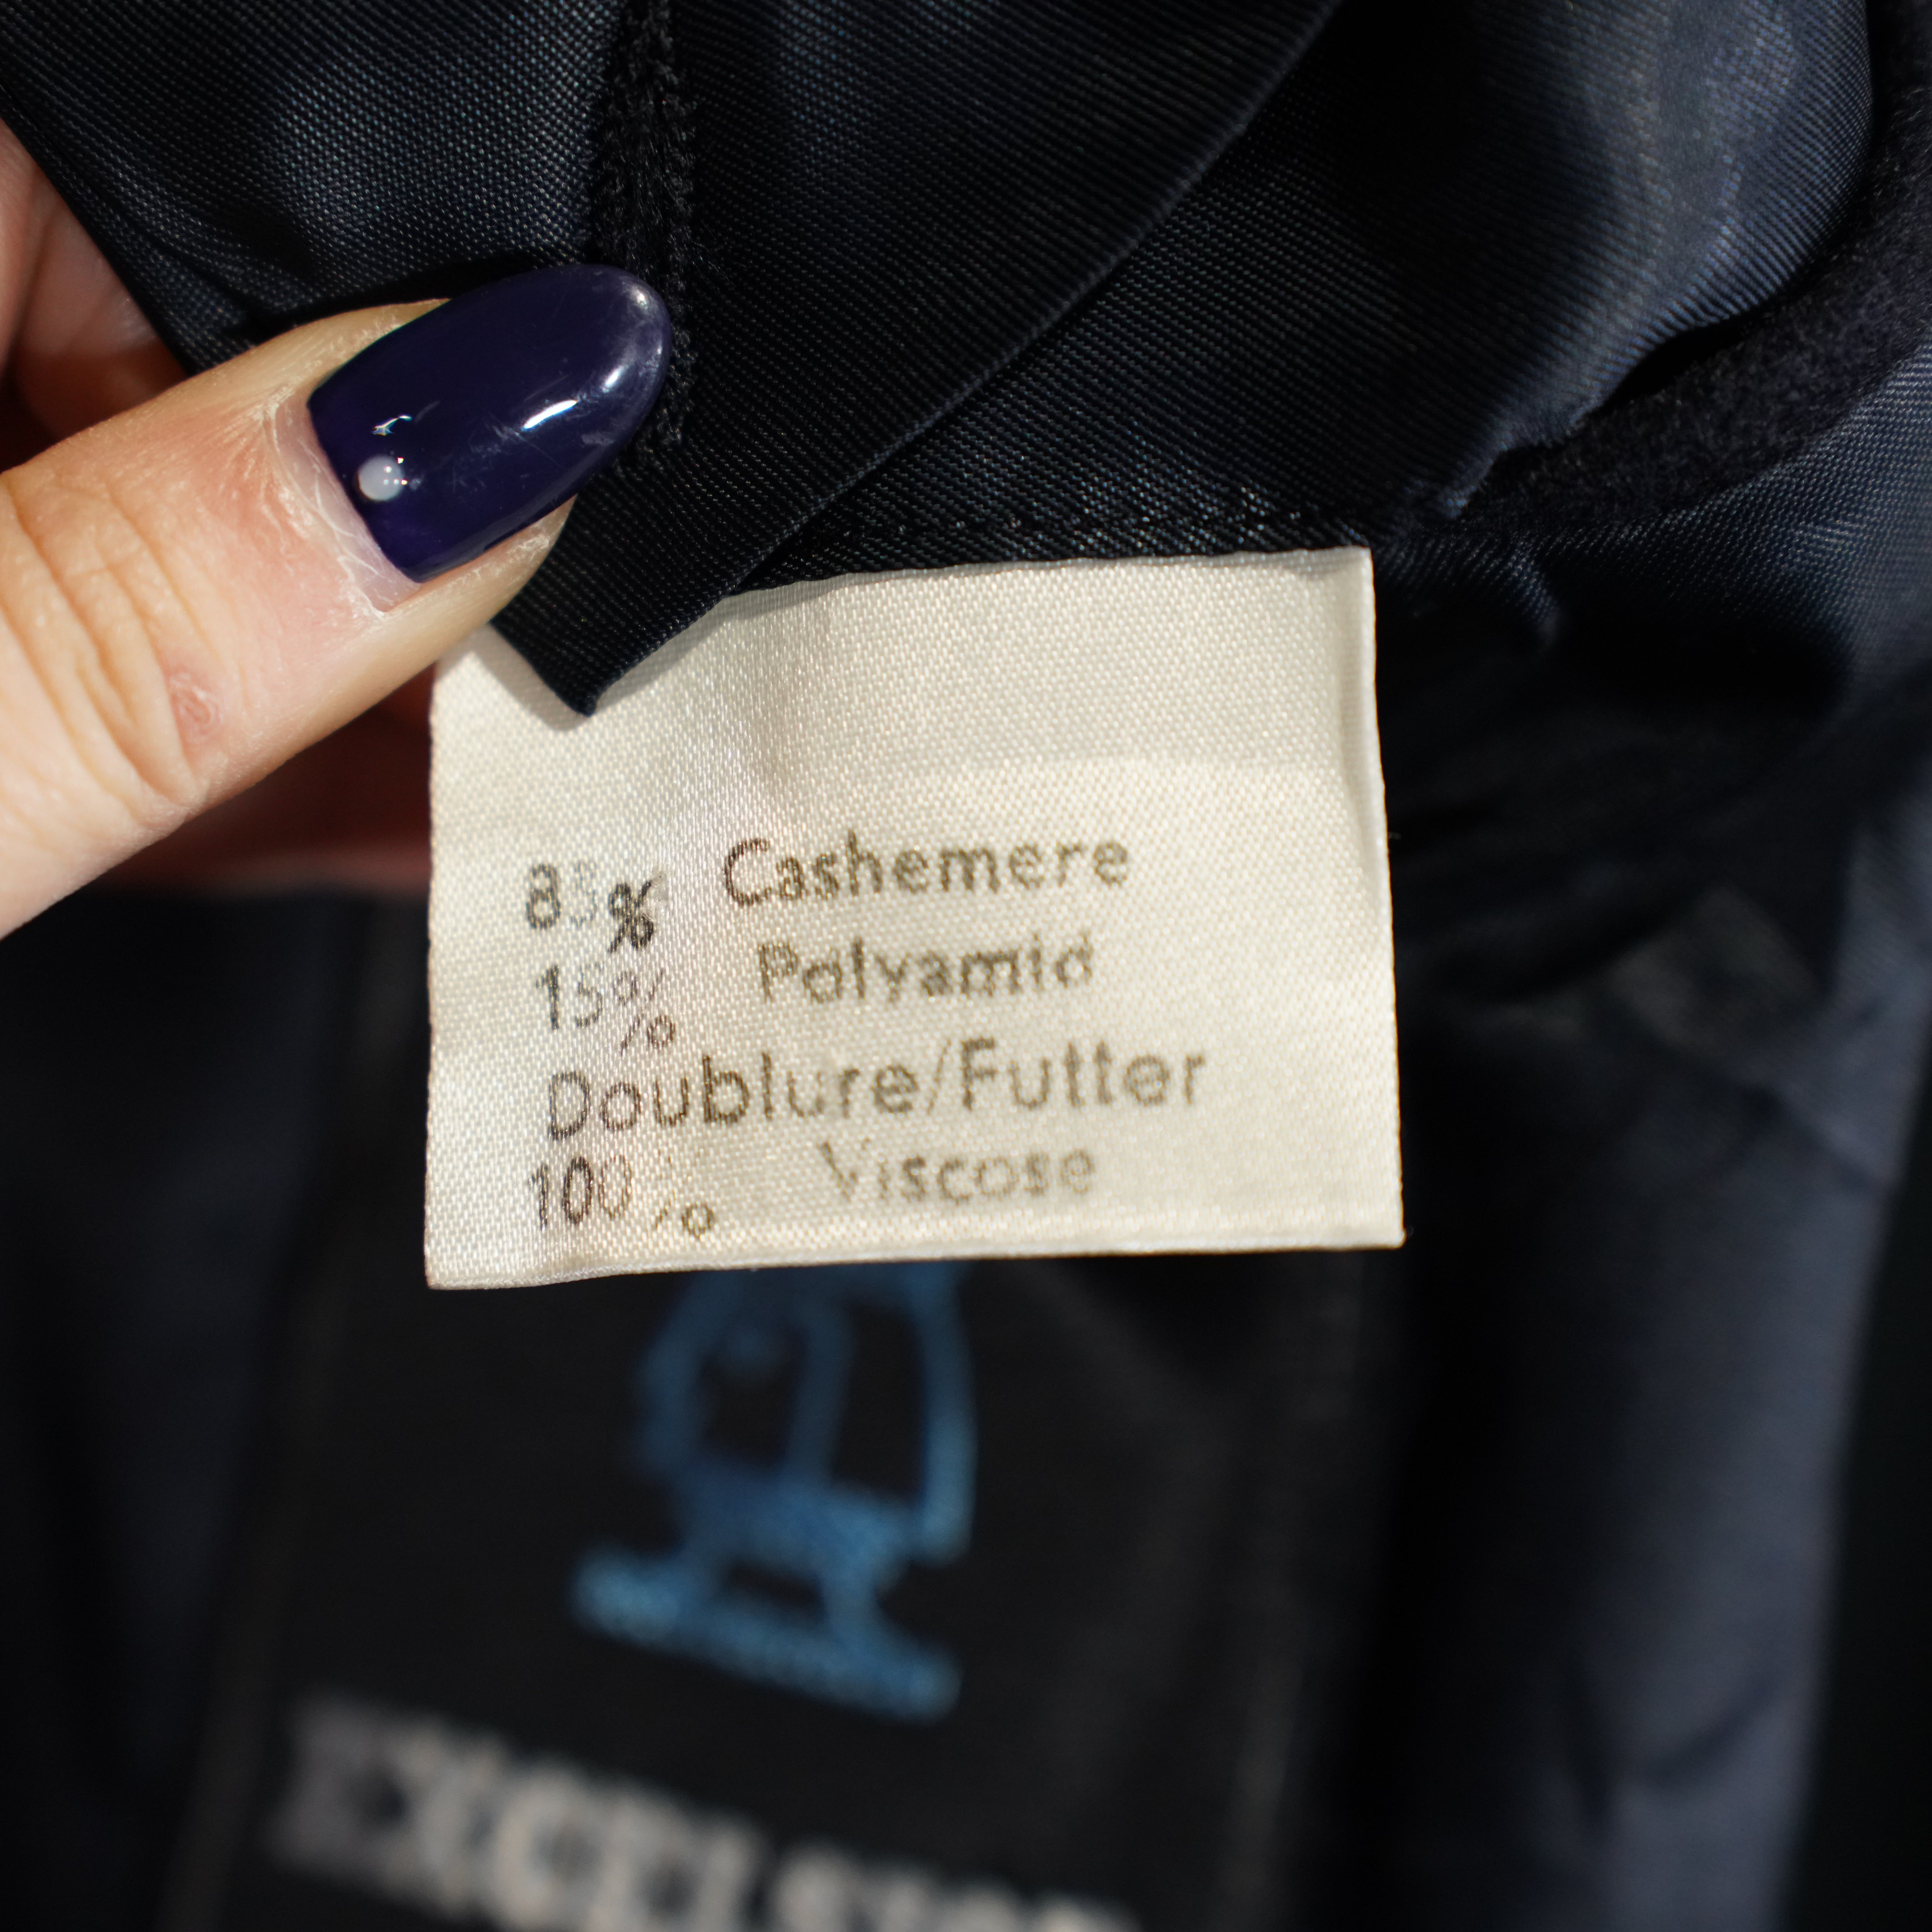 85% Cashemere
15% Polyamid
Doublure/Futter
100% Viscose